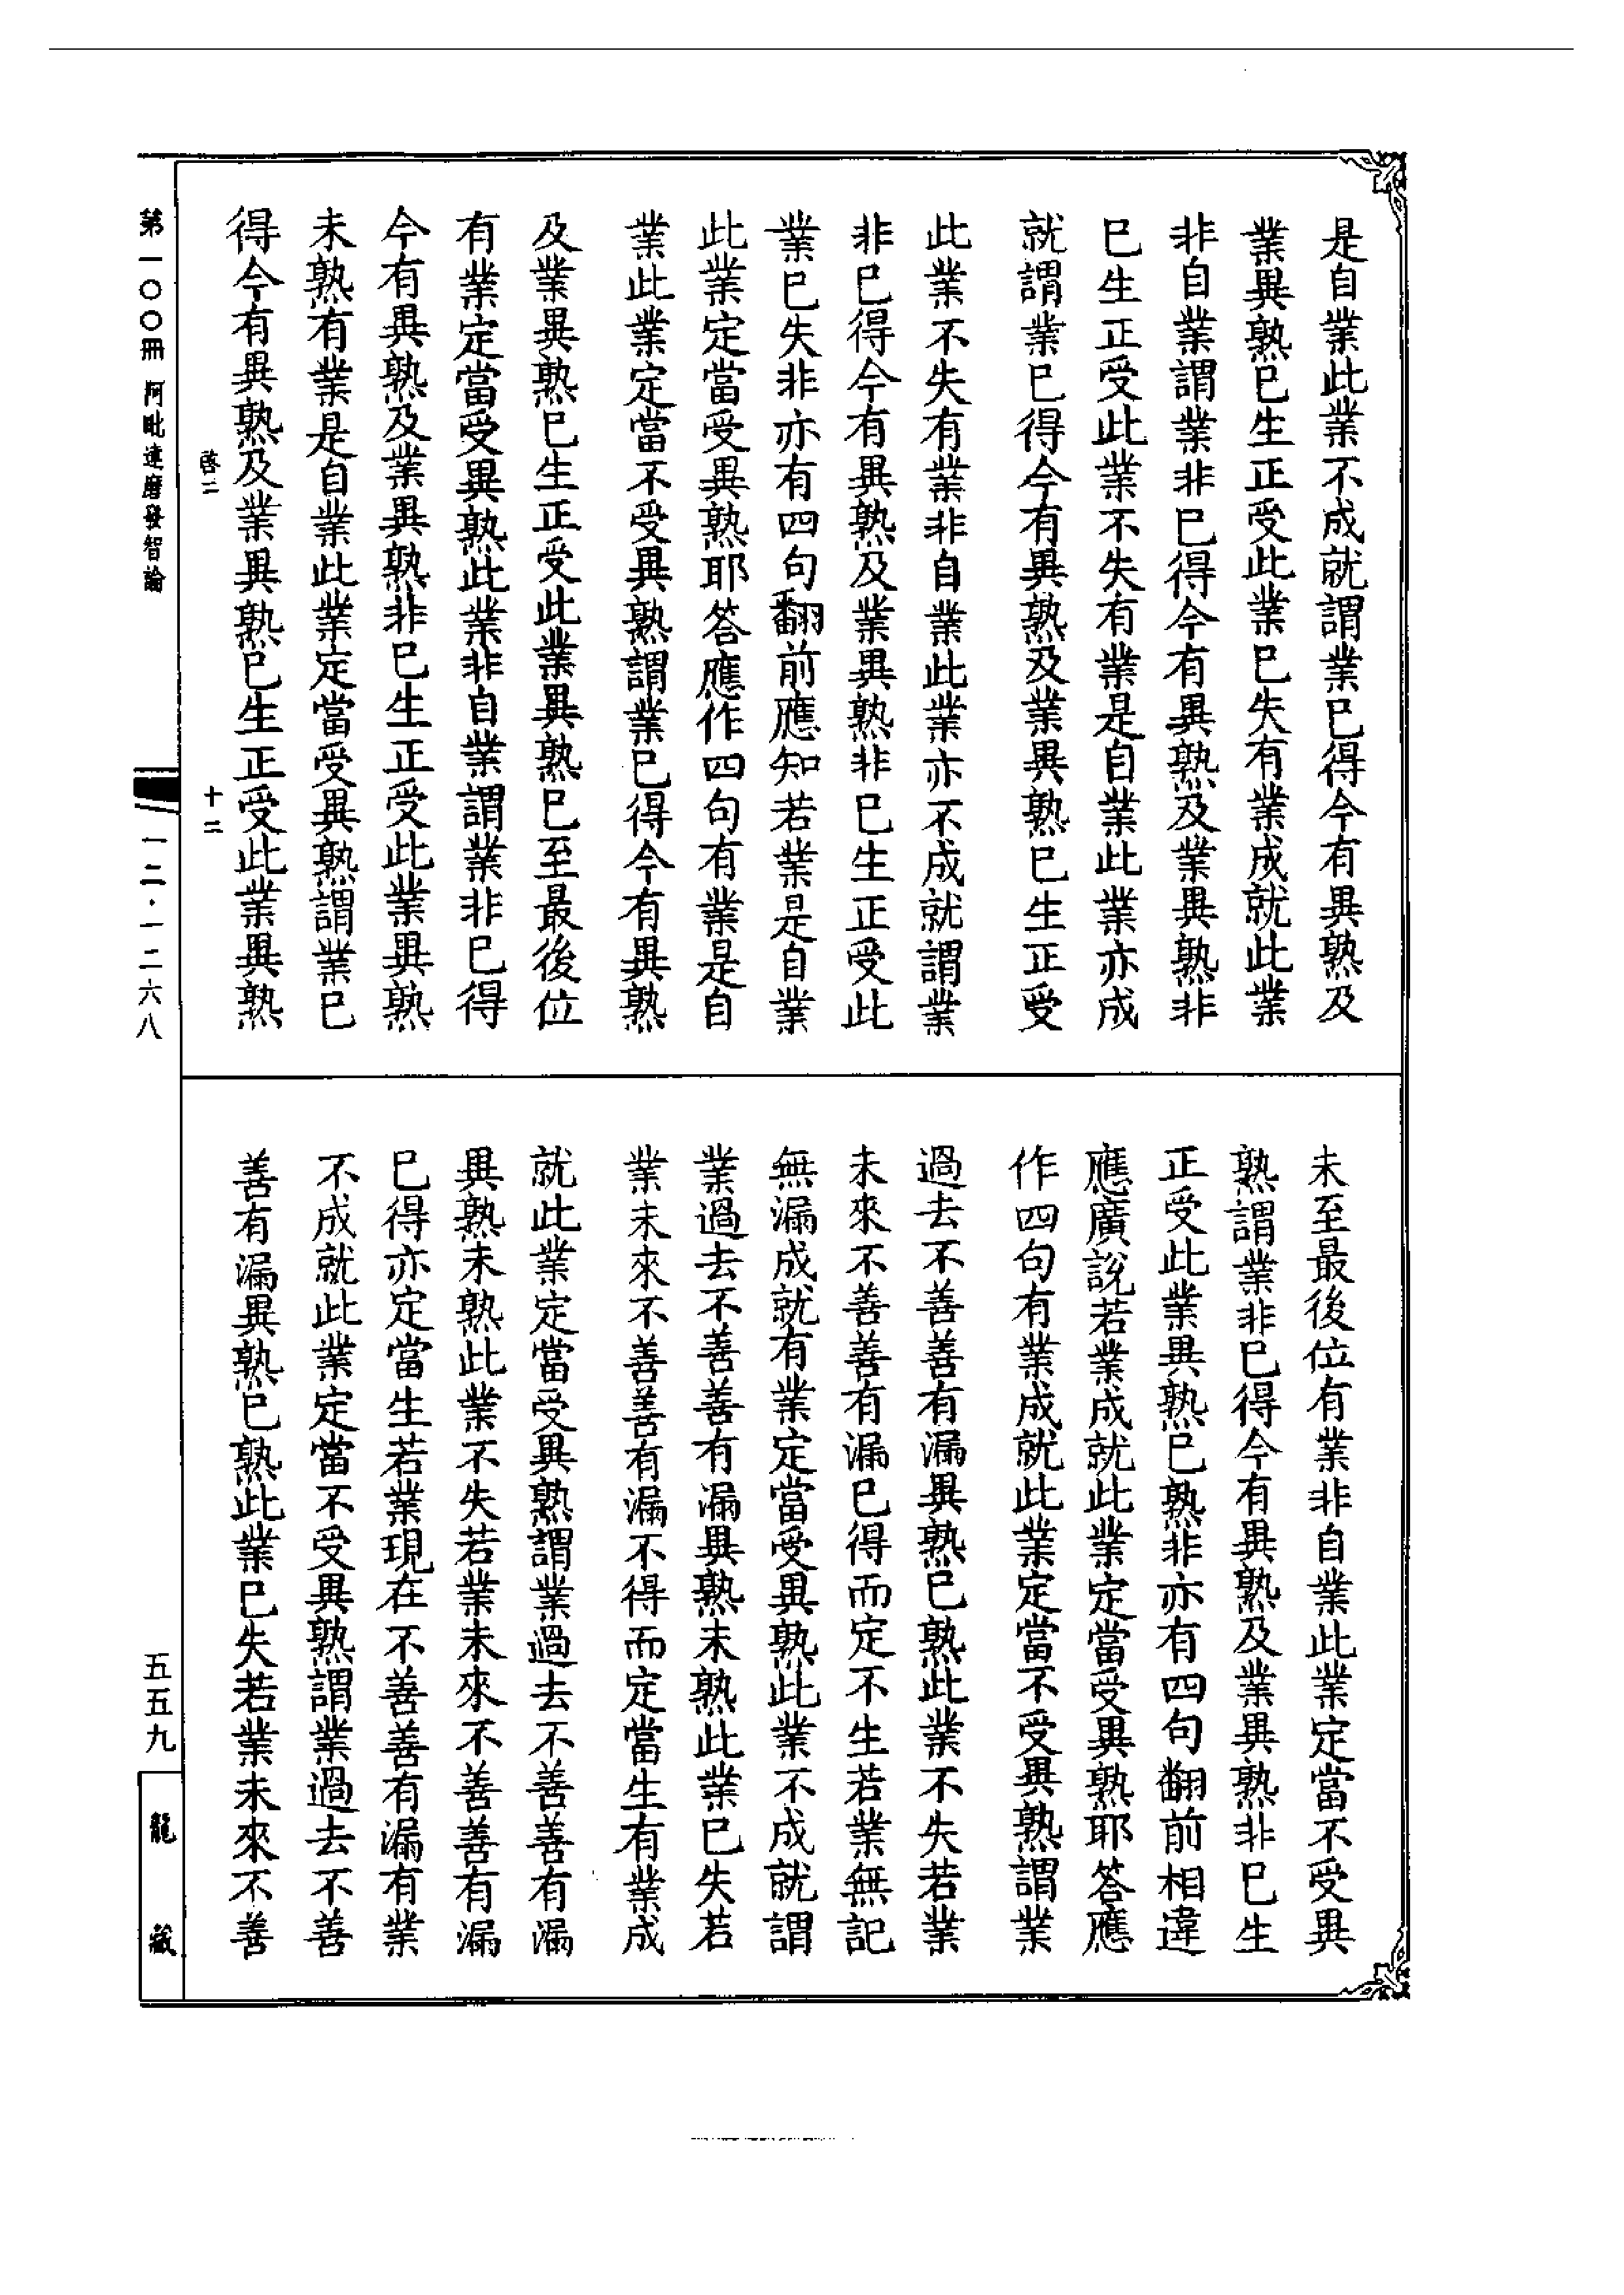 是自業此業不成就謂業已得今有異熟及
業異熟已生正受此業已失有業成就此業
非自業謂業非已得今有異熟及業異熟非
已生正受此業不失有業是自業此業亦成
就謂業已得今有異熟及業異熟已生正受
此業不失有業非自業此業亦不成就謂業
非已得今有異熟及業異熟非已生正受此
業已失非亦有四句翻前應知若業是自業
此業定當受異熟耶答應作四句有業是自
業此業定當不受異熟謂業已得今有異熟
及業異熟已生正受此業異熟已至最後位
有業定當受異熟此業非自業謂業非已得
今有異熟及業異熟非已生正受此業異熟
未熟有業是自業此業定當受異熟謂業已
得今有異熟及業異熟已生正受此業異熟
未至最後位有業非自業此業定當不受異
熟謂業非已得今有異熟及業異熟非已生
正受此業異熟已熟非亦有四句翻前相違
應廣說若業成就此業定當受異熟耶答應
作四句有業成就此業定當不受異熟謂業
過去不善善有漏異熟已熟此業不失若業
未來不善善有漏已得而定不生若業無記
無漏成就有業定當受異熟此業不成就謂
業過去不善善有漏異熟未熟此業已失若
業未來不善善有漏不得而定當生有業成
就此業定當受異熟謂業過去不善善有漏
異熟未熟此業不失若業未來不善善有漏
已得亦定當生若業現在不善善有漏有業
不成就此業定當不受異熟謂業過去不善
善有漏異熟已熟此業已失若業未來不善
啓二
十二
第一〇〇冊 阿毗達磨發智論
一二·一二六八
五五九
龍藏